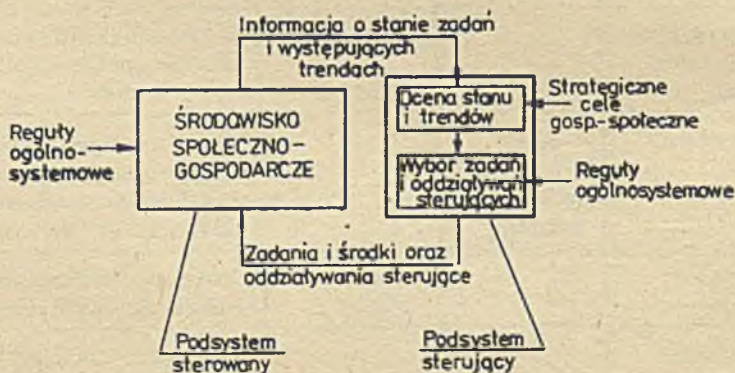 Informacja o stanie zadań
i występujących
trendach
Reguły
ogólno-
systemowe
ŚRODOWISKO
SPOŁECZNO-
GOSPODARCZE
Ocena stanu
i trendów
Strategiczne
cele
gosp.-społeczne
Wybor zadań
i oddziaływań
sterujących
Reguły
ogólnosystemowe
Zadania i środki oraz
oddziaływania sterujące
Podsystem
sterowany
Podsystem
sterujący